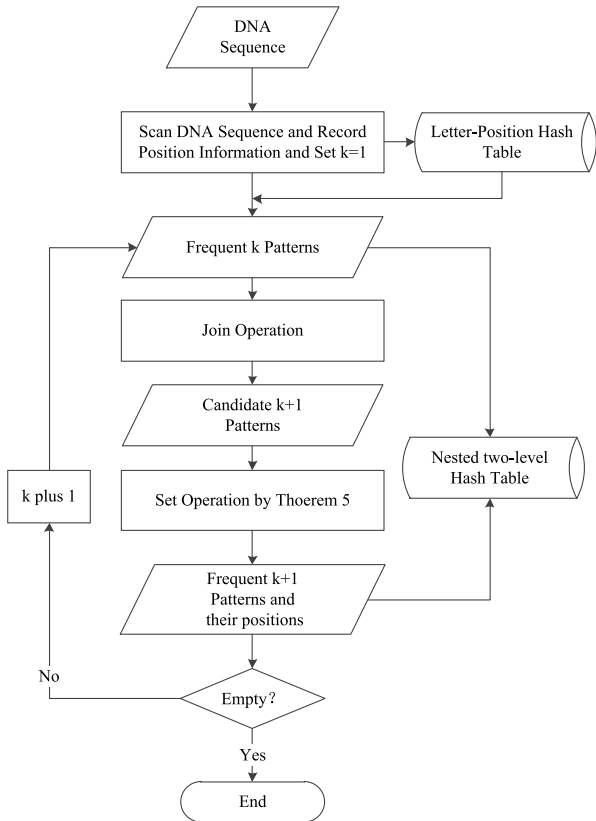 DNA
Sequence
Scan DNA Sequence and Record
Position Information and Set k=1
Letter-Position Hash
Table
Frequent k Patterns
Join Operation
Candidate k+1
Patterns
Nested two-level
Hash Table
k plus 1
Set Operation by Thoerem 5
Frequent k+1
Patterns and
their positions
No
Empty?
Yes
End